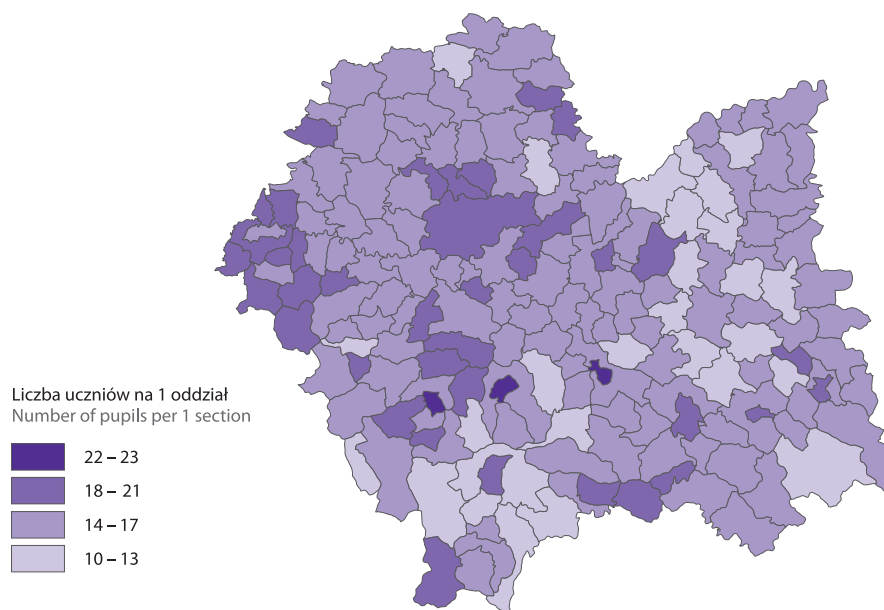 Liczba uczniów na 1 oddział
Number of pupils per 1 section
22 – 23
18 – 21
14 – 17
10 – 13